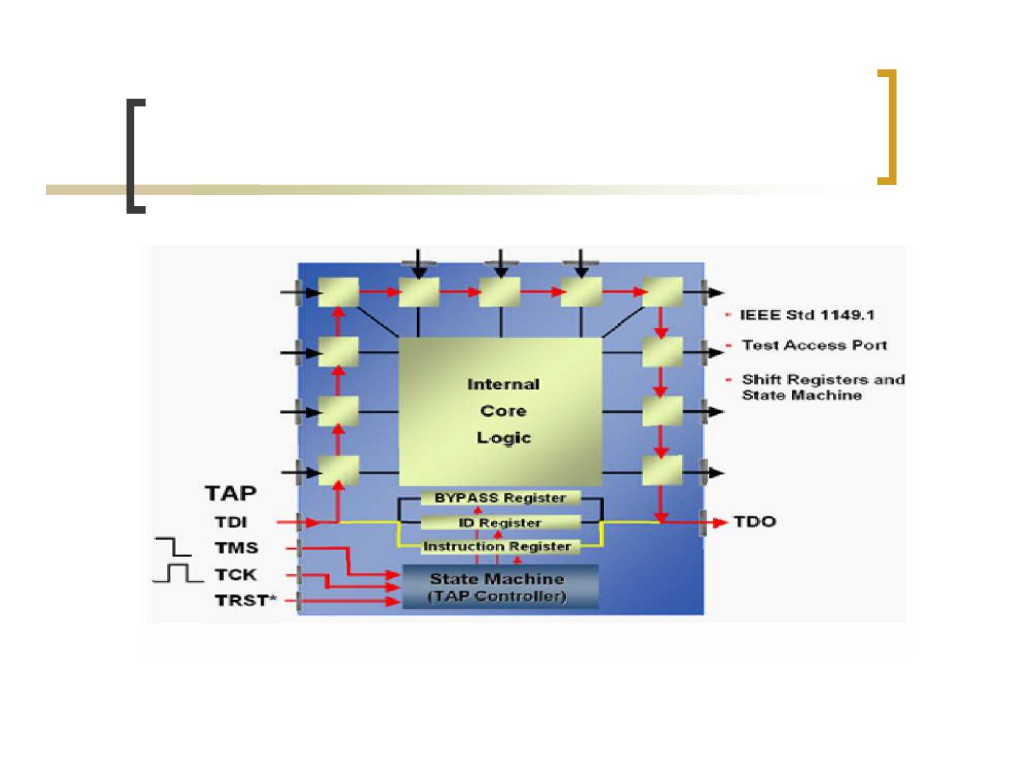 IEEE Std 1149.1
Test Access Port
Shift Registers and
State Machine
Internal
Core
Logic
TAP
BYPASS Register
TDI
ID Register
TDO
TMS
Instruction Register
TCK
State Machine
(TAP Controller)
TRST*